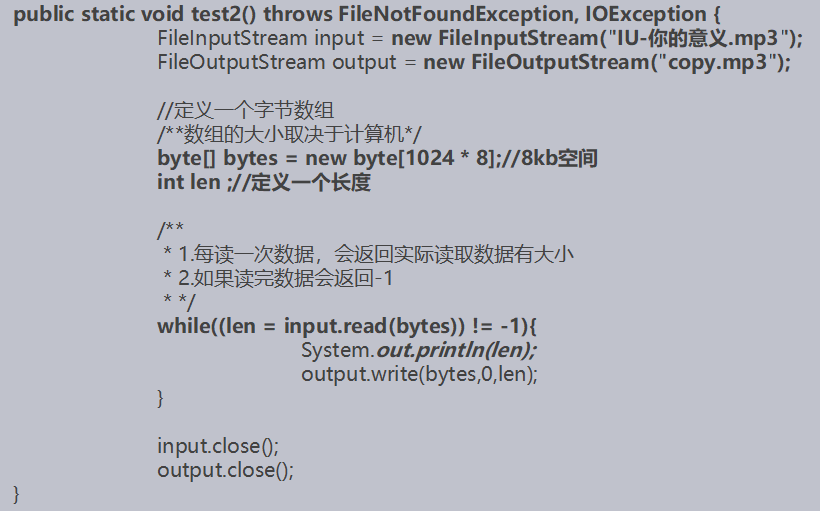 public static void test2() throws FileNotFoundException, IOException {
FileInputStream input = new FileInputStream("IU-你的意义.mp3");
FileOutputStream output = new FileOutputStream("copy.mp3");
//定义一个字节数组
/**数组的大小取决于计算机*/
byte[] bytes = new byte[1024 * 8];//8kb空间
int len ;//定义一个长度
/**
* 1.每读一次数据，会返回实际读取数据有大小
* 2.如果读完数据会返回-1
* */
while((len = input.read(bytes)) != -1){
System.out.println(len);
output.write(bytes,0,len);
}
input.close();
output.close();
}